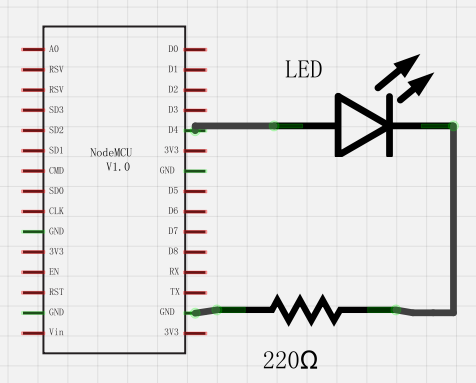 LED
A0 D0
RSV D1
RSV D2
SD3 D3
SD2 D4
SD1 3V3
NodeMCU
V1.0
CMD GND
SD0 D5
CLK D6
GND D7
3V3 D8
EN RX
RST TX
GND GND
Vin 3V3
220Ω